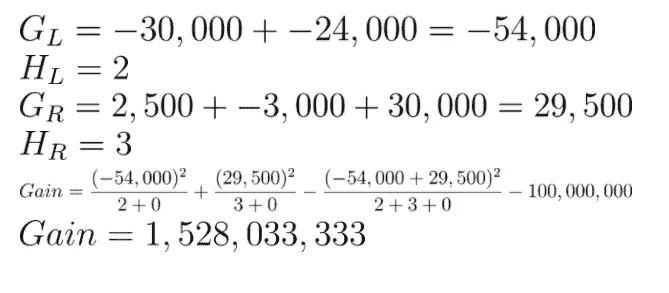 G_L = −30,000 + −24,000 = −54,000
H_L = 2
G_R = 2,500 + −3,000 + 30,000 = 29,500
H_R = 3
Gain = (−54,000)²/(2+0) + (29,500)²/(3+0) − (−54,000 + 29,500)²/(2+3+0) − 100,000,000
Gain = 1,528,033,333